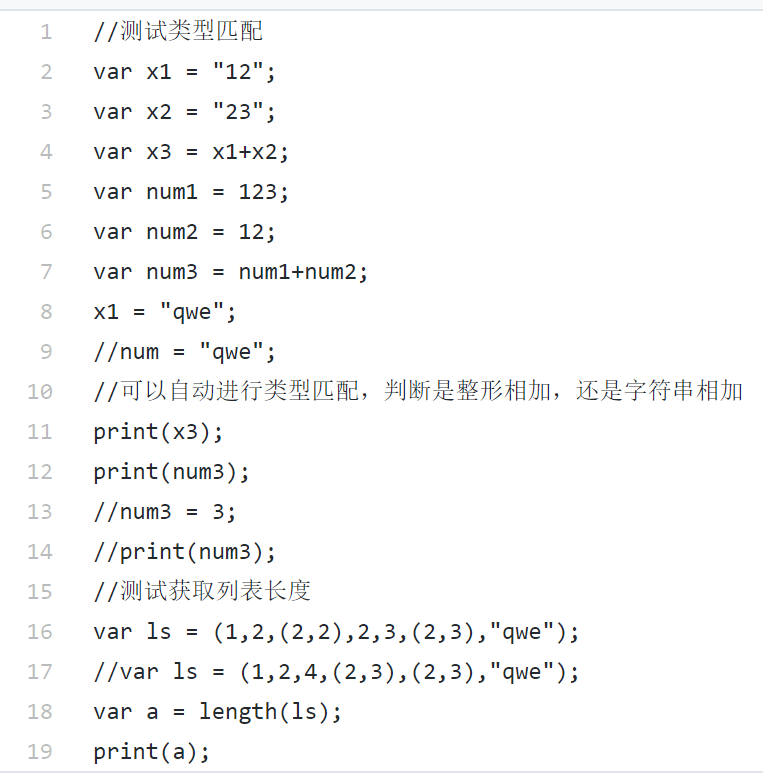 1 //测试类型匹配
2 var x1 = "12";
3 var x2 = "23";
4 var x3 = x1+x2;
5 var num1 = 123;
6 var num2 = 12;
7 var num3 = num1+num2;
8 x1 = "qwe";
9 //num = "qwe";
10 //可以自动进行类型匹配，判断是整形相加，还是字符串相加
11 print(x3);
12 print(num3);
13 //num3 = 3;
14 //print(num3);
15 //测试获取列表长度
16 var ls = (1,2,(2,2),2,3,(2,3),"qwe");
17 //var ls = (1,2,4,(2,3),(2,3),"qwe");
18 var a = length(ls);
19 print(a);